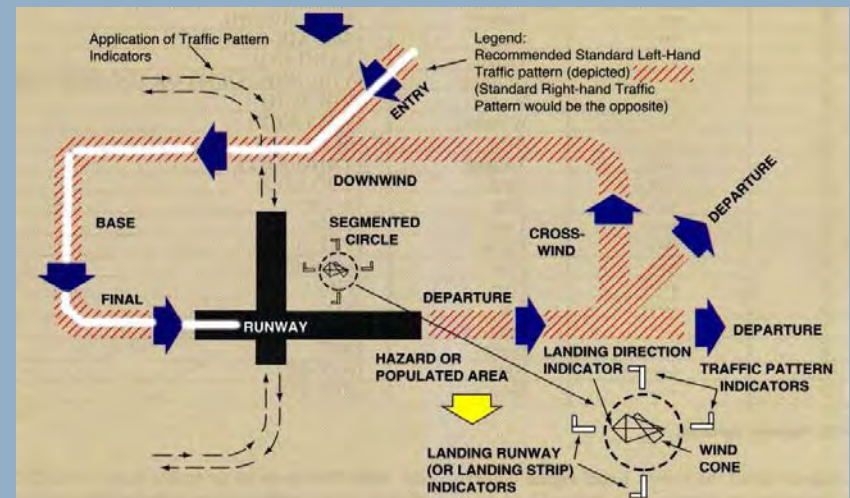 Application of Traffic Pattern
Indicators
Legend:
Recommended Standard Left-Hand
Traffic pattern (depicted)
(Standard Right-hand Traffic
Pattern would be the opposite)
ENTRY
DOWNWIND
BASE
SEGMENTED
CIRCLE
CROSS-
WIND
DEPARTURE
FINAL
DEPARTURE
RUNWAY
DEPARTURE
HAZARD OR
POPULATED AREA
LANDING DIRECTION
INDICATOR
TRAFFIC PATTERN
INDICATORS
LANDING RUNWAY
(OR LANDING STRIP)
INDICATORS
WIND
CONE